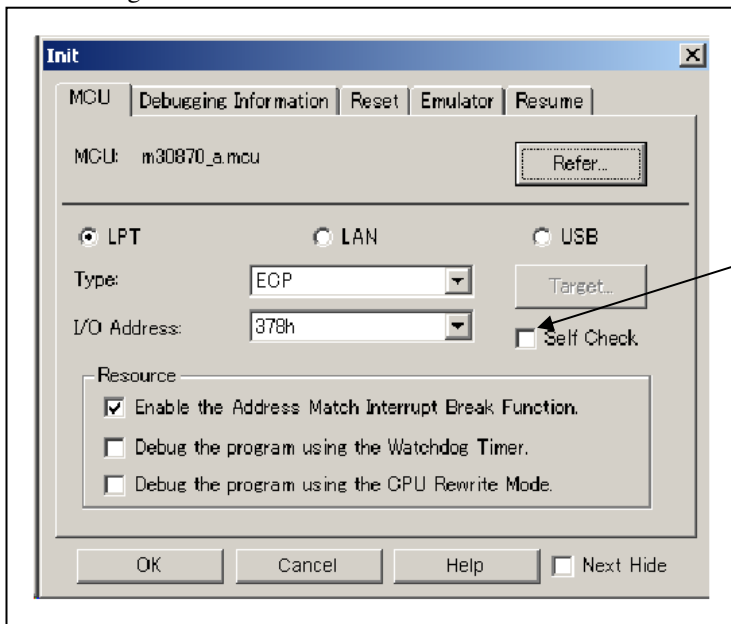 Init
MCU Debugging Information Reset Emulator Resume
MCU: m30870_a.mcu Refer...
LPT LAN USB
Type: ECP Target...
I/O Address: 378h Self Check
Resource
Enable the Address Match Interrupt Break Function.
Debug the program using the Watchdog Timer.
Debug the program using the CPU Rewrite Mode.
OK Cancel Help Next Hide